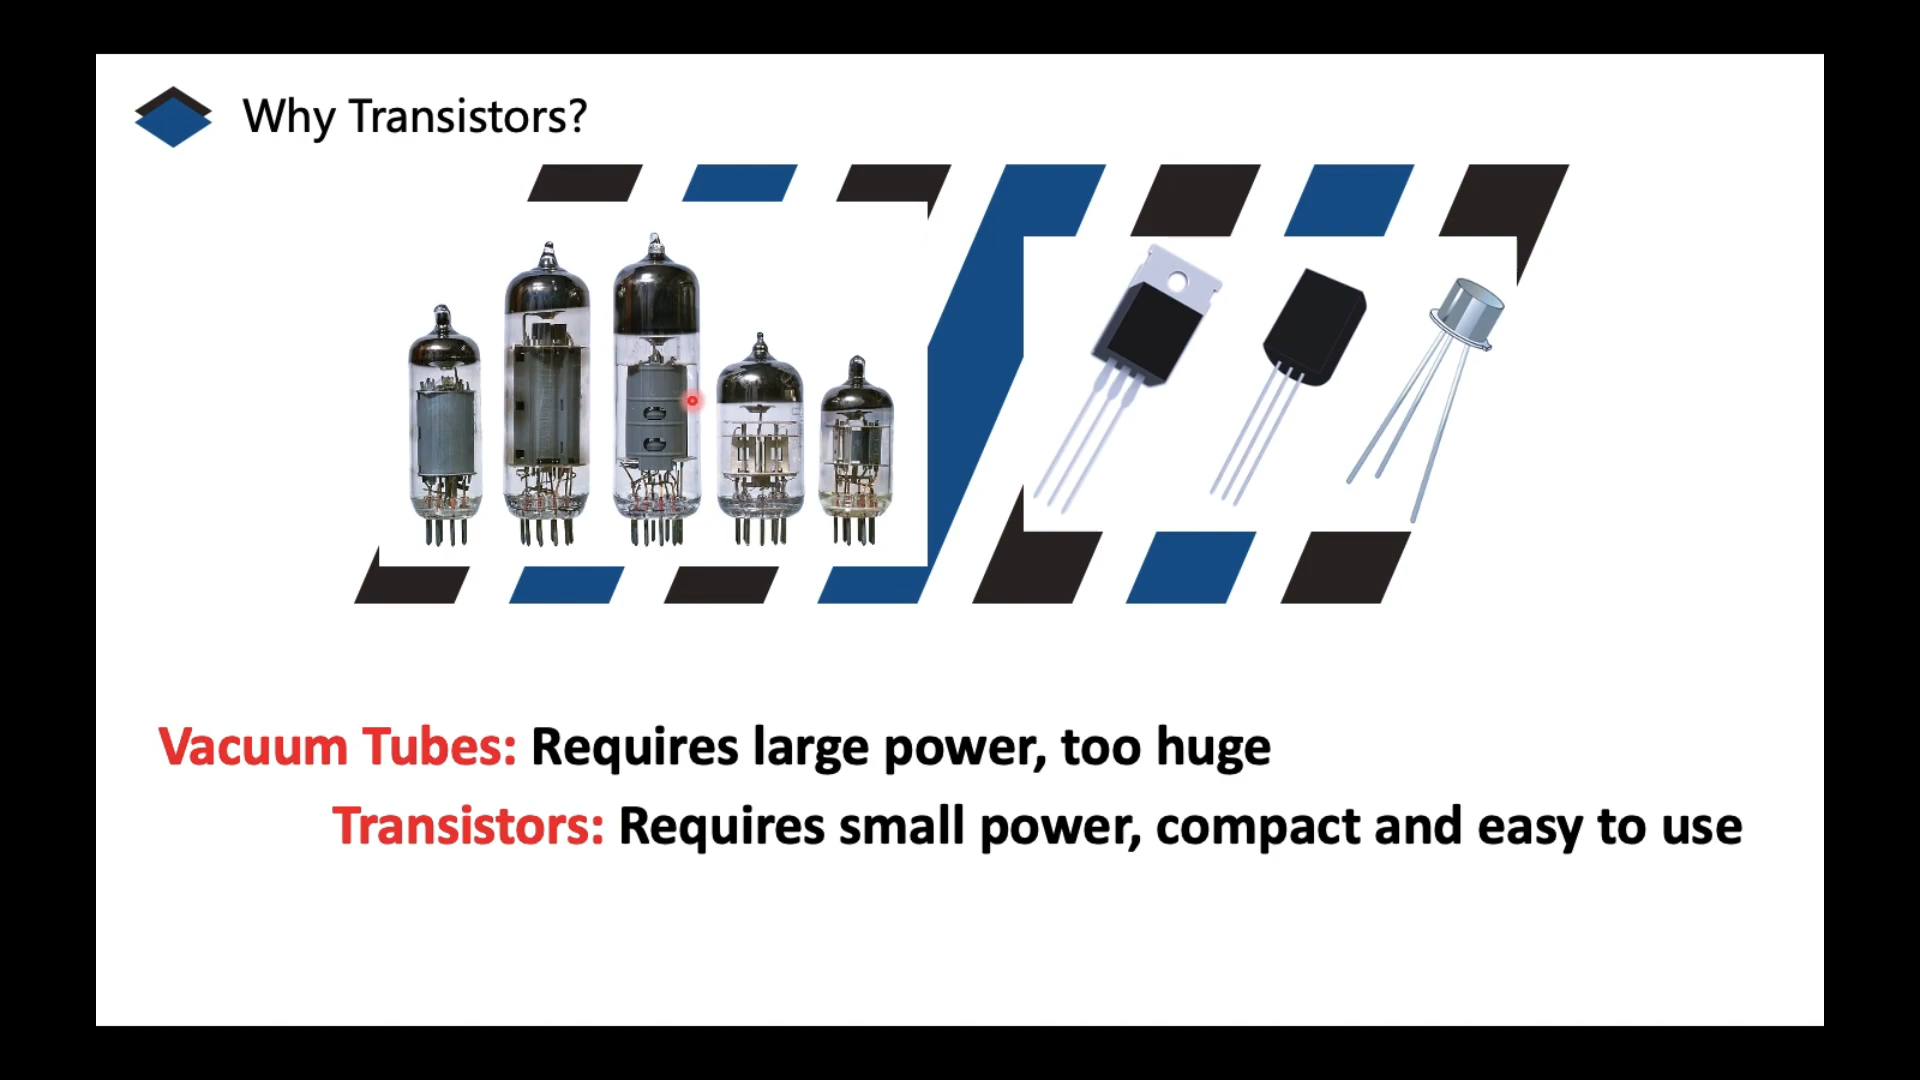 Why Transistors?
Vacuum Tubes: Requires large power, too huge
Transistors: Requires small power, compact and easy to use